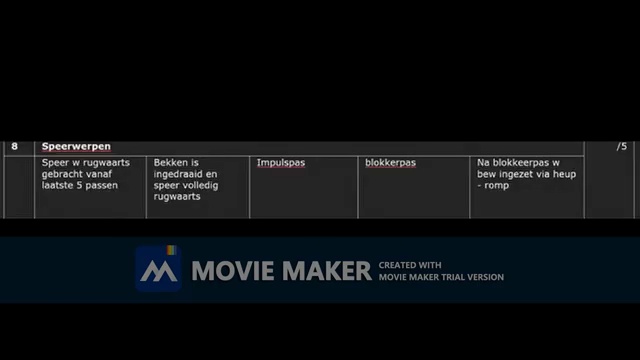 8 Speerwerpen /5
Speer w rugwaarts
gebracht vanaf
laatste 5 passen
Bekken is
ingedraaid en
speer volledig
rugwaarts
Impulspas
blokkerpas
Na blokkeerpas w
bew ingezet via heup
- romp
MOVIE MAKER
CREATED WITH
MOVIE MAKER TRIAL VERSION